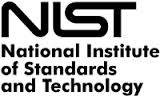 NIST
National Institute
of Standards
and Technology